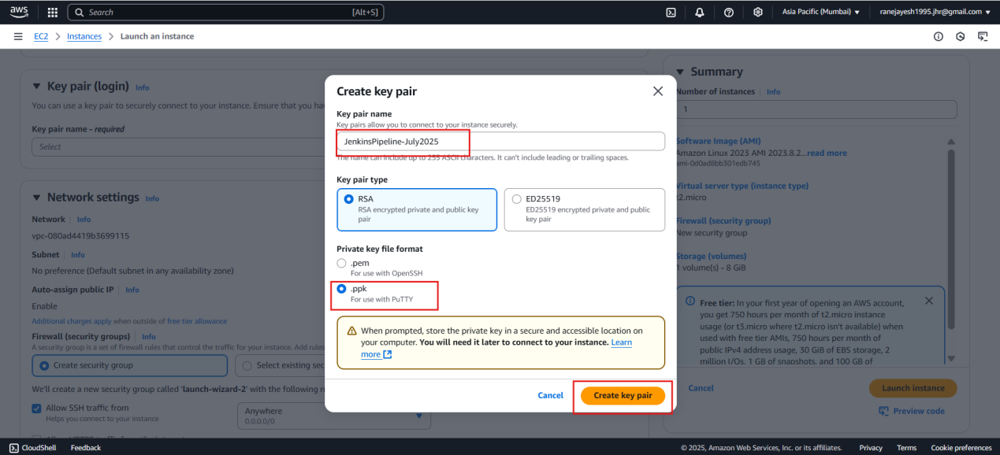 aws
Search [Alt+S]
Asia Pacific (Mumbai)
ranejayesh1995.jhr@gmail.com
EC2 > Instances > Launch an instance
Key pair (login) Info
You can use a key pair to securely connect to your instance. Ensure that you ha
Key pair name - required
Select
Network settings Info
Network Info
vpc-080ad4419b3699115
Subnet Info
No preference (Default subnet in any availability zone)
Auto-assign public IP Info
Enable
Additional charges apply when outside of free tier allowance
Firewall (security groups) Info
A security group is a set of firewall rules that control the traffic for your instance. Add rules
Create security group
Select existing sec
We'll create a new security group called 'launch-wizard-2' with the following r
Allow SSH traffic from
Helps you connect to your instance
Anywhere
0.0.0.0/0
Create key pair
Key pair name
Key pairs allow you to connect to your instance securely.
JenkinsPipeline-July2025
The name can include up to 255 ASCII characters. It can't include leading or trailing spaces.
Key pair type
RSA
RSA encrypted private and public key
pair
ED25519
ED25519 encrypted private and public
key pair
Private key file format
.pem
For use with OpenSSH
.ppk
For use with PuTTY
When prompted, store the private key in a secure and accessible location on
your computer. You will need it later to connect to your instance. Learn
more
Cancel
Create key pair
Summary
Number of instances Info
1
Software Image (AMI)
Amazon Linux 2023 AMI 2023.8.2...read more
ami-0d0ad8bb301edb745
Virtual server type (instance type)
t2.micro
Firewall (security group)
New security group
Storage (volumes)
1 volume(s) - 8 GiB
Free tier: In your first year of opening an AWS account,
you get 750 hours per month of t2.micro instance
usage (or t3.micro where t2.micro isn't available) when
used with free tier AMIs, 750 hours per month of
public IPv4 address usage, 30 GiB of EBS storage, 2
million I/Os, 1 GB of snapshots, and 100 GB of
Cancel
Launch instance
Preview code
CloudShell Feedback
© 2025, Amazon Web Services, Inc. or its affiliates. Privacy Terms Cookie preferences